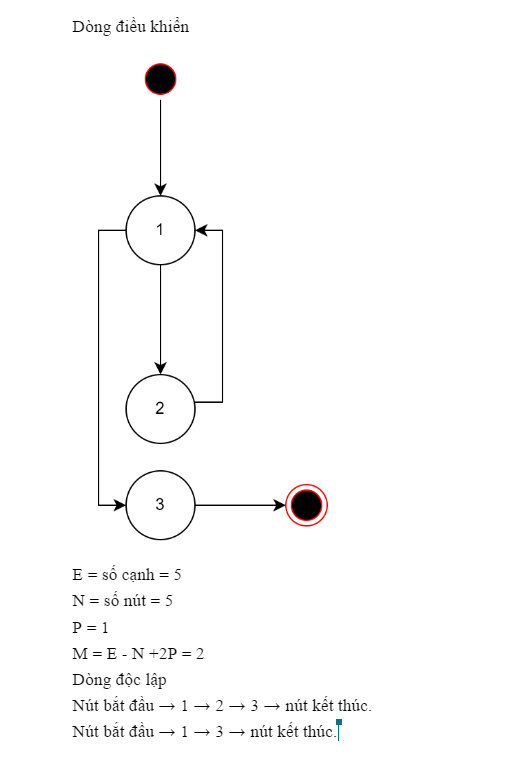 Dòng điều khiển
1
2
3
E = số cạnh = 5
N = số nút = 5
P = 1
M = E - N +2P = 2
Dòng độc lập
Nút bắt đầu → 1 → 2 → 3 → nút kết thúc.
Nút bắt đầu → 1 → 3 → nút kết thúc.